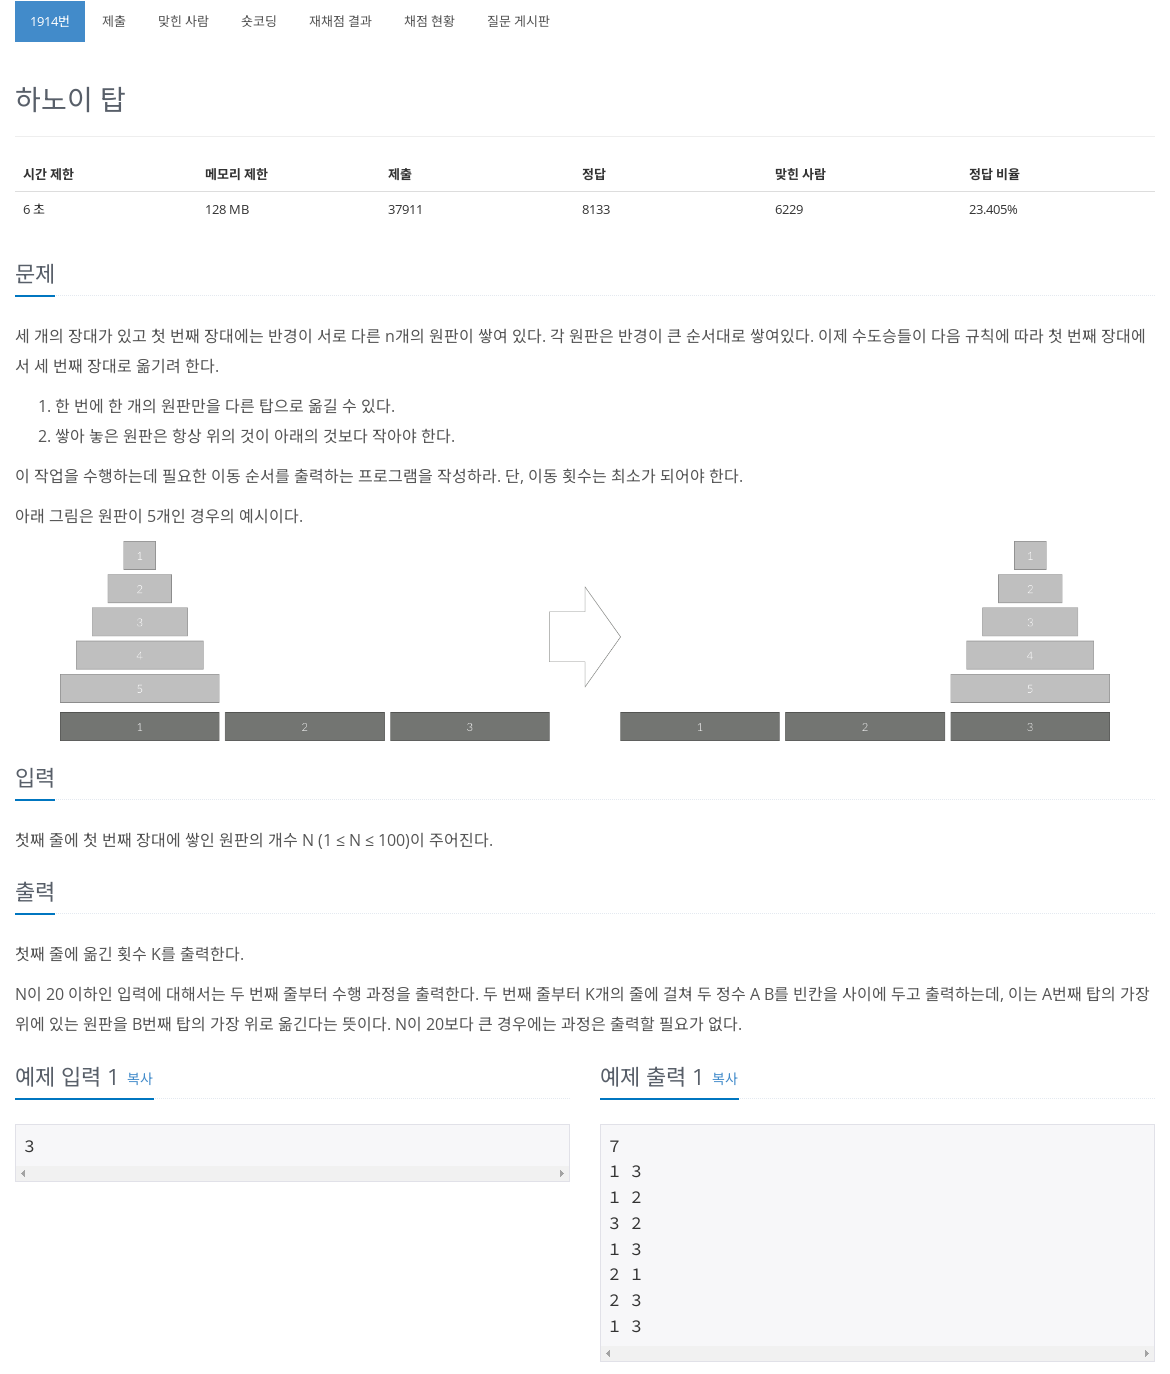 1914번 제출 맞힌 사람 숏코딩 재채점 결과 채점 현황 질문 게시판
하노이 탑
시간 제한 메모리 제한 제출 정답 맞힌 사람 정답 비율
6 초 128 MB 37911 8133 6229 23.405%
문제
세 개의 장대가 있고 첫 번째 장대에는 반경이 서로 다른 n개의 원판이 쌓여 있다. 각 원판은 반경이 큰 순서대로 쌓여있다. 이제 수도승들이 다음 규칙에 따라 첫 번째 장대에
서 세 번째 장대로 옮기려 한다.
1. 한 번에 한 개의 원판만을 다른 탑으로 옮길 수 있다.
2. 쌓아 놓은 원판은 항상 위의 것이 아래의 것보다 작아야 한다.
이 작업을 수행하는데 필요한 이동 순서를 출력하는 프로그램을 작성하라. 단, 이동 횟수는 최소가 되어야 한다.
아래 그림은 원판이 5개인 경우의 예시이다.
1 1
2 2
3 3
4 4
5 5
1 2 3 1 2 3
입력
첫째 줄에 첫 번째 장대에 쌓인 원판의 개수 N (1 ≤ N ≤ 100)이 주어진다.
출력
첫째 줄에 옮긴 횟수 K를 출력한다.
N이 20 이하인 입력에 대해서는 두 번째 줄부터 수행 과정을 출력한다. 두 번째 줄부터 K개의 줄에 걸쳐 두 정수 A B를 빈칸을 사이에 두고 출력하는데, 이는 A번째 탑의 가장
위에 있는 원판을 B번째 탑의 가장 위로 옮긴다는 뜻이다. N이 20보다 큰 경우에는 과정은 출력할 필요가 없다.
예제 입력 1 복사
3
예제 출력 1 복사
7
1 3
1 2
3 2
1 3
2 1
2 3
1 3